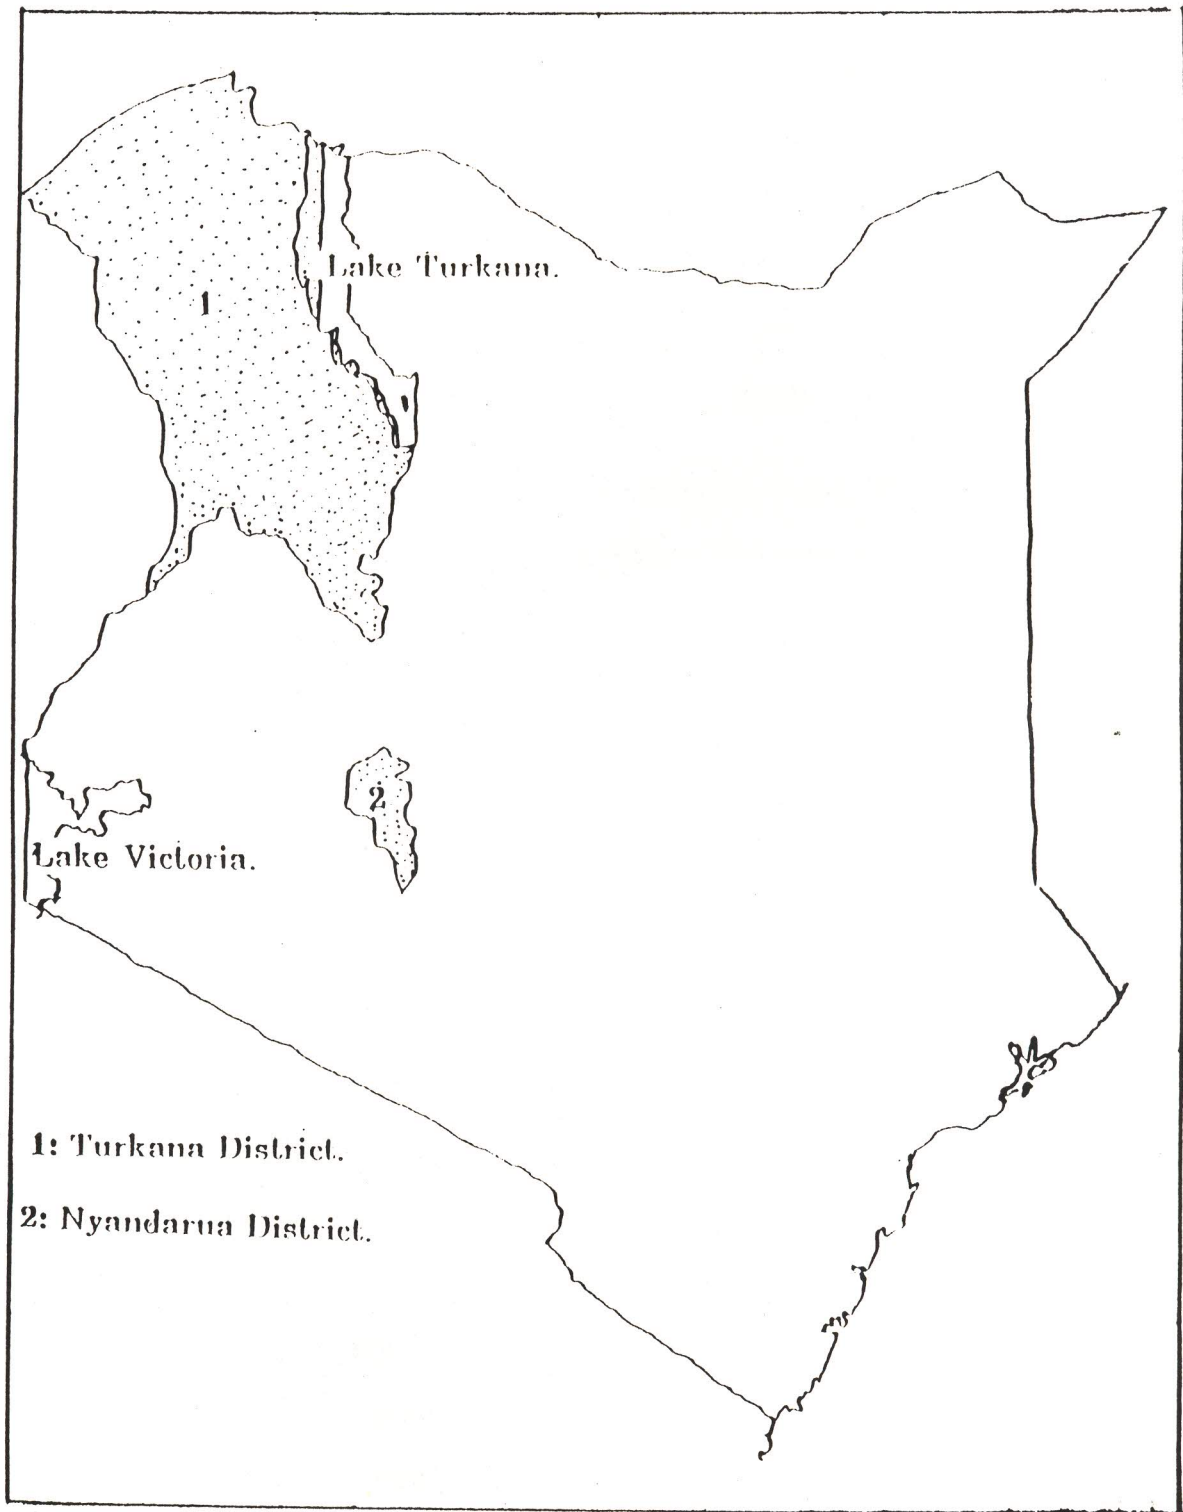 1
Lake Turkana.
2
Lake Victoria.
1: Turkana District.
2: Nyandarua District.